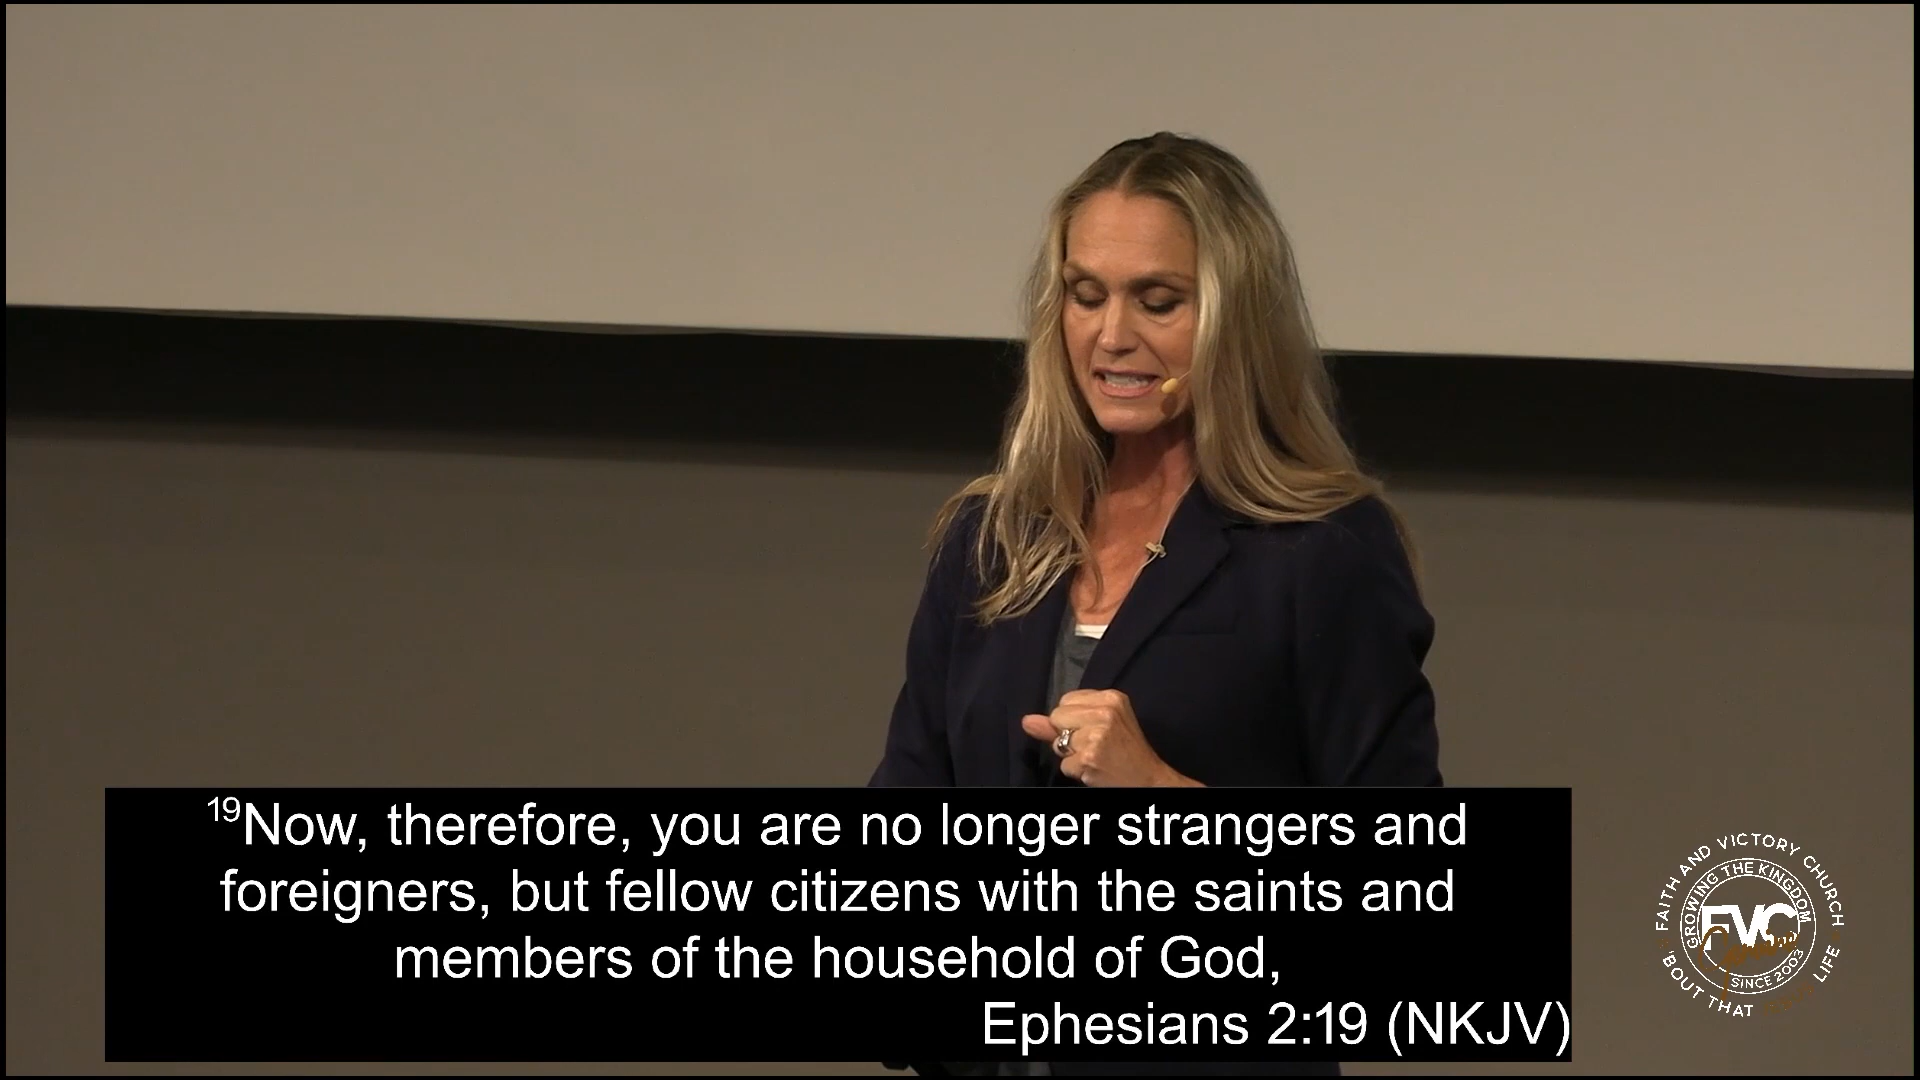 ¹⁹Now, therefore, you are no longer strangers and
foreigners, but fellow citizens with the saints and
members of the household of God,
Ephesians 2:19 (NKJV)
FAITH AND VICTORY CHURCH
GROWING THE KINGDOM
FVC
SINCE 2003
'BOUT THAT
LIFE